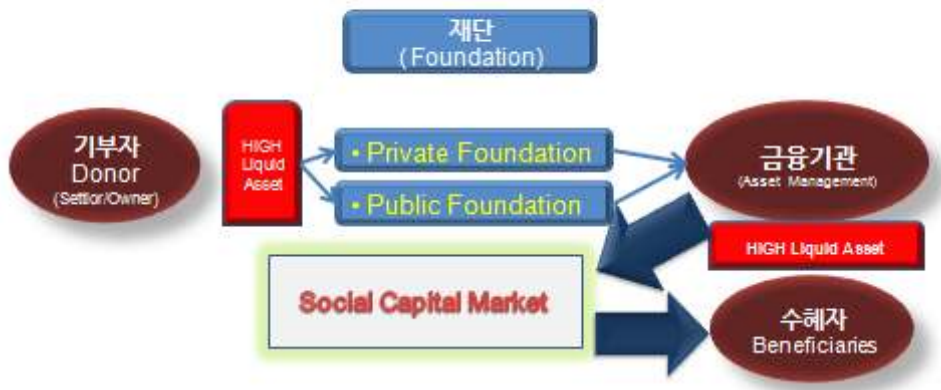 재단
(Foundation)
기부자
Donor
(Settlor/Owner)
HIGH
Liquid
Asset
• Private Foundation
• Public Foundation
금융기관
(Asset Management)
HIGH Liquid Asset
Social Capital Market
수혜자
Beneficiaries